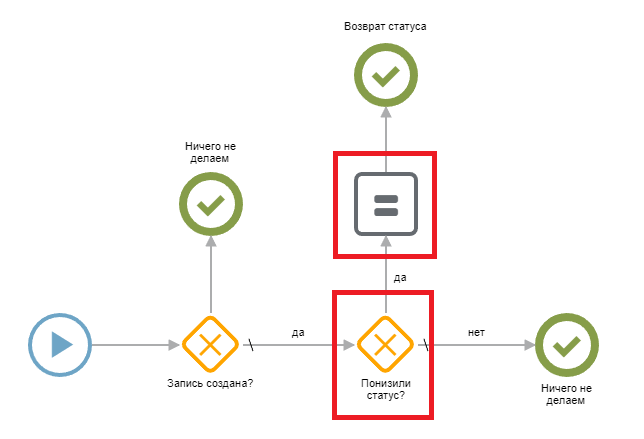 Возврат статуса
Ничего не
делаем
да
да
нет
Запись создана?
Понизили
статус?
Ничего не
делаем